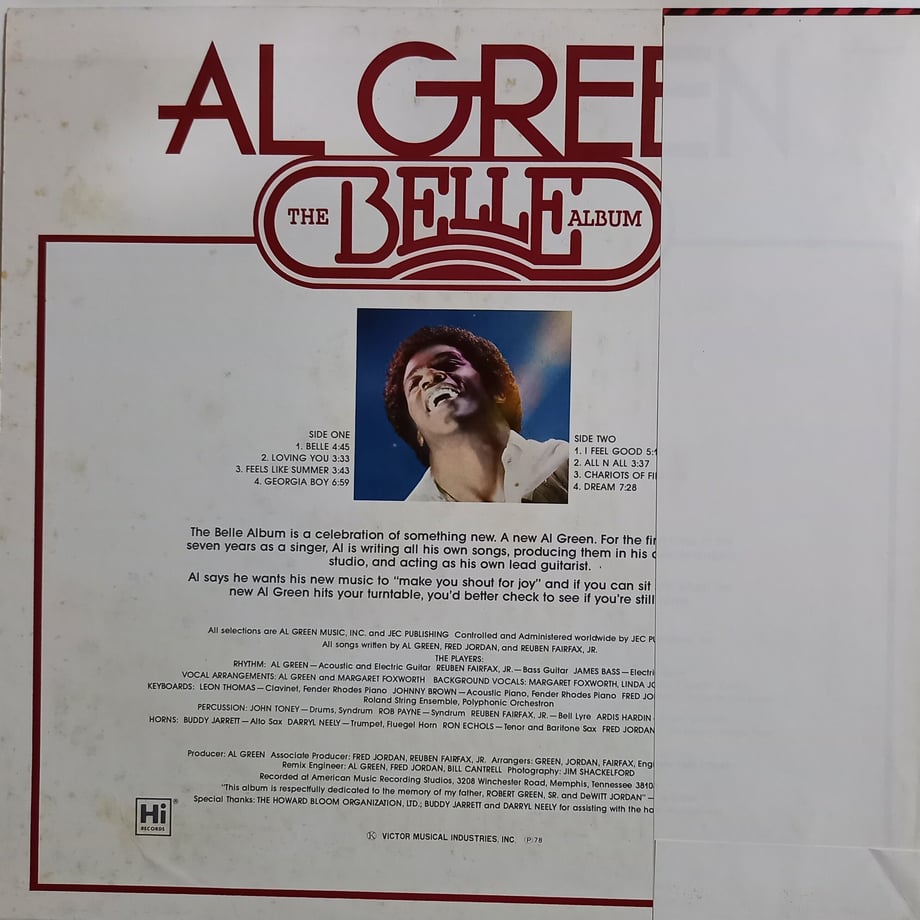 AL GREEN
THE BELLE ALBUM
SIDE ONE
1. BELLE 4:45
2. LOVING YOU 3:33
3. FEELS LIKE SUMMER 3:43
4. GEORGIA BOY 6:59
SIDE TWO
1. I FEEL GOOD
2. ALL N ALL 3:37
3. CHARIOTS OF
4. DREAM 7:28
The Belle Album is a celebration of something new. A new Al Green. For the
seven years as a singer, Al is writing all his own songs, producing them in his
studio, and acting as his own lead guitarist.
Al says he wants his new music to “make you shout for joy” and if you can sit
new Al Green hits your turntable, you’d better check to see if you’re still
All selections are AL GREEN MUSIC, INC. and JEC PUBLISHING Controlled and Administered worldwide by JEC
All songs written by AL GREEN, FRED JORDAN, and REUBEN FAIRFAX, JR.
THE PLAYERS:
RHYTHM: AL GREEN—Acoustic and Electric Guitar REUBEN FAIRFAX, JR.—Bass Guitar JAMES BASS—
VOCAL ARRANGEMENTS: AL GREEN and MARGARET FOXWORTH BACKGROUND VOCALS: MARGARET FOXWORTH, LINDA
KEYBOARDS: LEON THOMAS—Clavinet, Fender Rhodes Piano JOHNNY BROWN—Acoustic Piano, Fender Rhodes Piano FRED
Roland String Ensemble, Polyphonic Orchestron
PERCUSSION: JOHN TONEY—Drums, Syndrum ROB PAYNE—Syndrum REUBEN FAIRFAX, JR.—Bell Lyre ARDIS HARDIN
HORNS: BUDDY JARRETT—Alto Sax DARRYL NEELY—Trumpet, Fluegel Horn RON ECHOLS—Tenor and Baritone Sax FRED JORDAN
Producer: AL GREEN Associate Producer: FRED JORDAN, REUBEN FAIRFAX, JR. Arrangers: GREEN, JORDAN, FAIRFAX,
Remix Engineer: AL GREEN, FRED JORDAN, BILL CANTRELL Photography: JIM SHACKELFORD
Recorded at American Music Recording Studios, 3208 Winchester Road, Memphis, Tennessee
"This album is respectfully dedicated to the memory of my father, ROBERT GREEN, SR. and DeWITT JORDAN"—
Special Thanks: THE HOWARD BLOOM ORGANIZATION, LTD.; BUDDY JARRETT and DARRYL NEELY for assisting with the
Hi®
RECORDS
Ⓚ VICTOR MUSICAL INDUSTRIES, INC. Ⓟ78